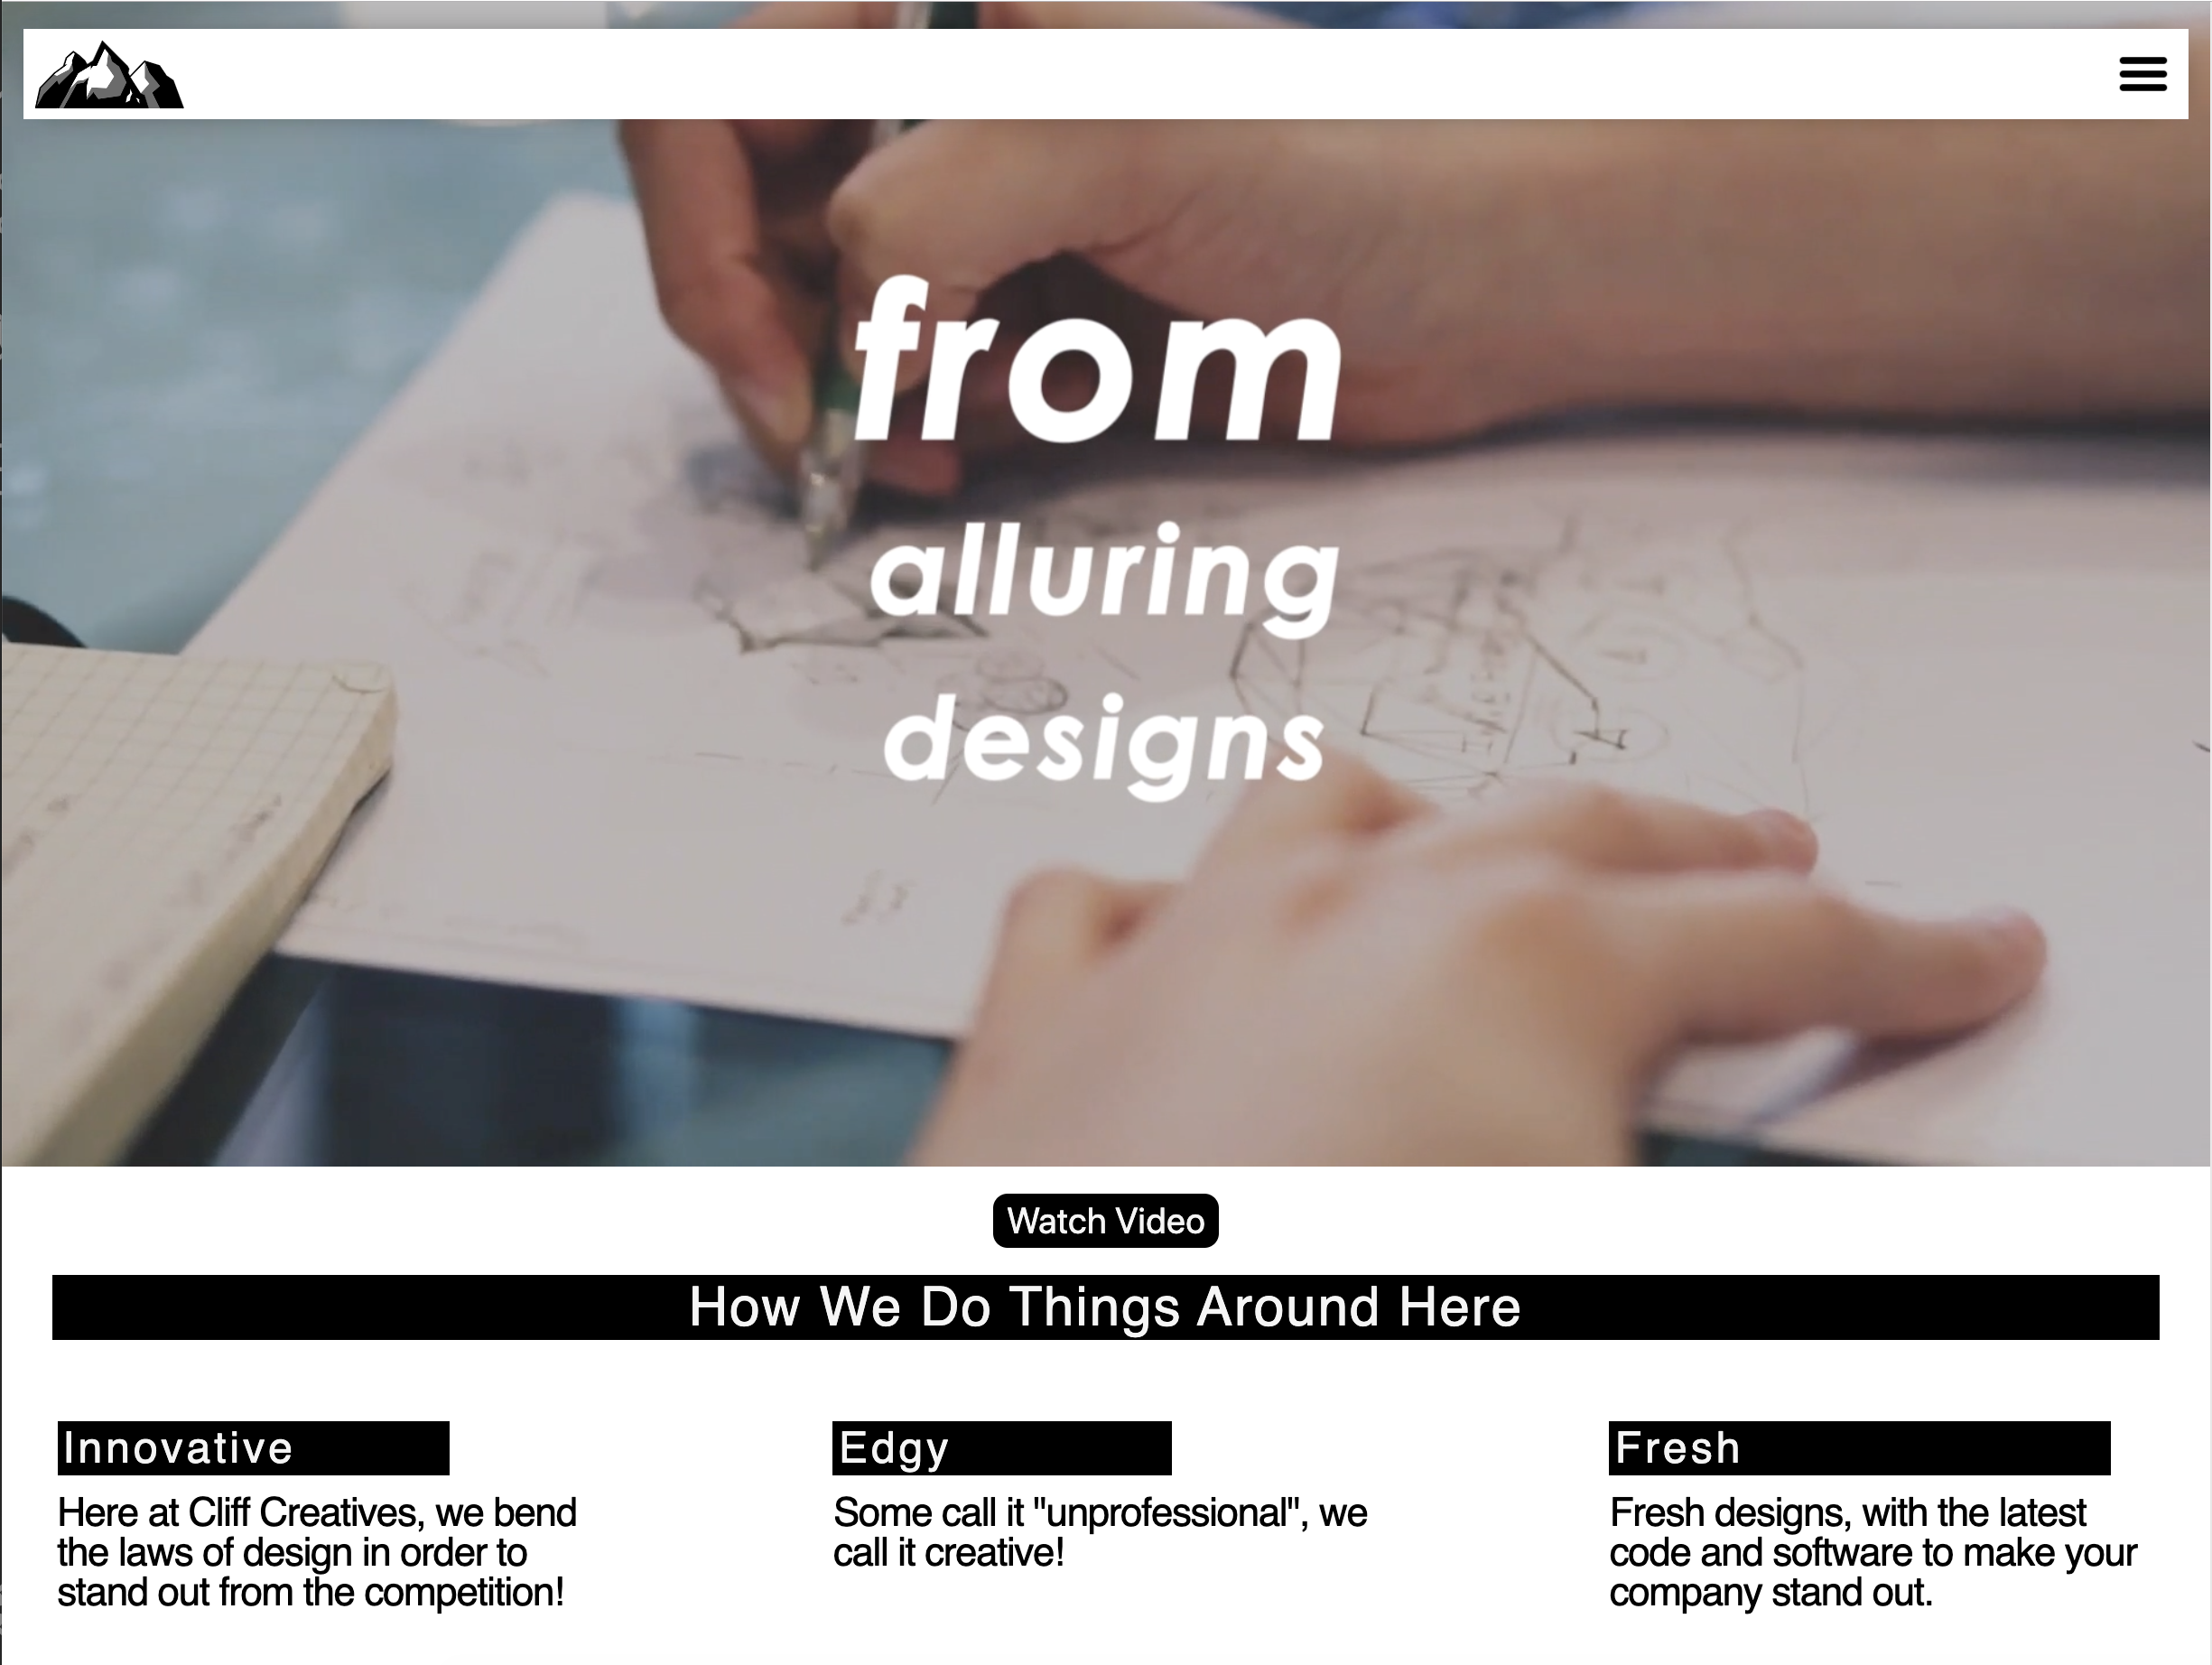 from
alluring
designs
Watch Video
How We Do Things Around Here
Innovative
Here at Cliff Creatives, we bend
the laws of design in order to
stand out from the competition!
Edgy
Some call it "unprofessional", we
call it creative!
Fresh
Fresh designs, with the latest
code and software to make your
company stand out.